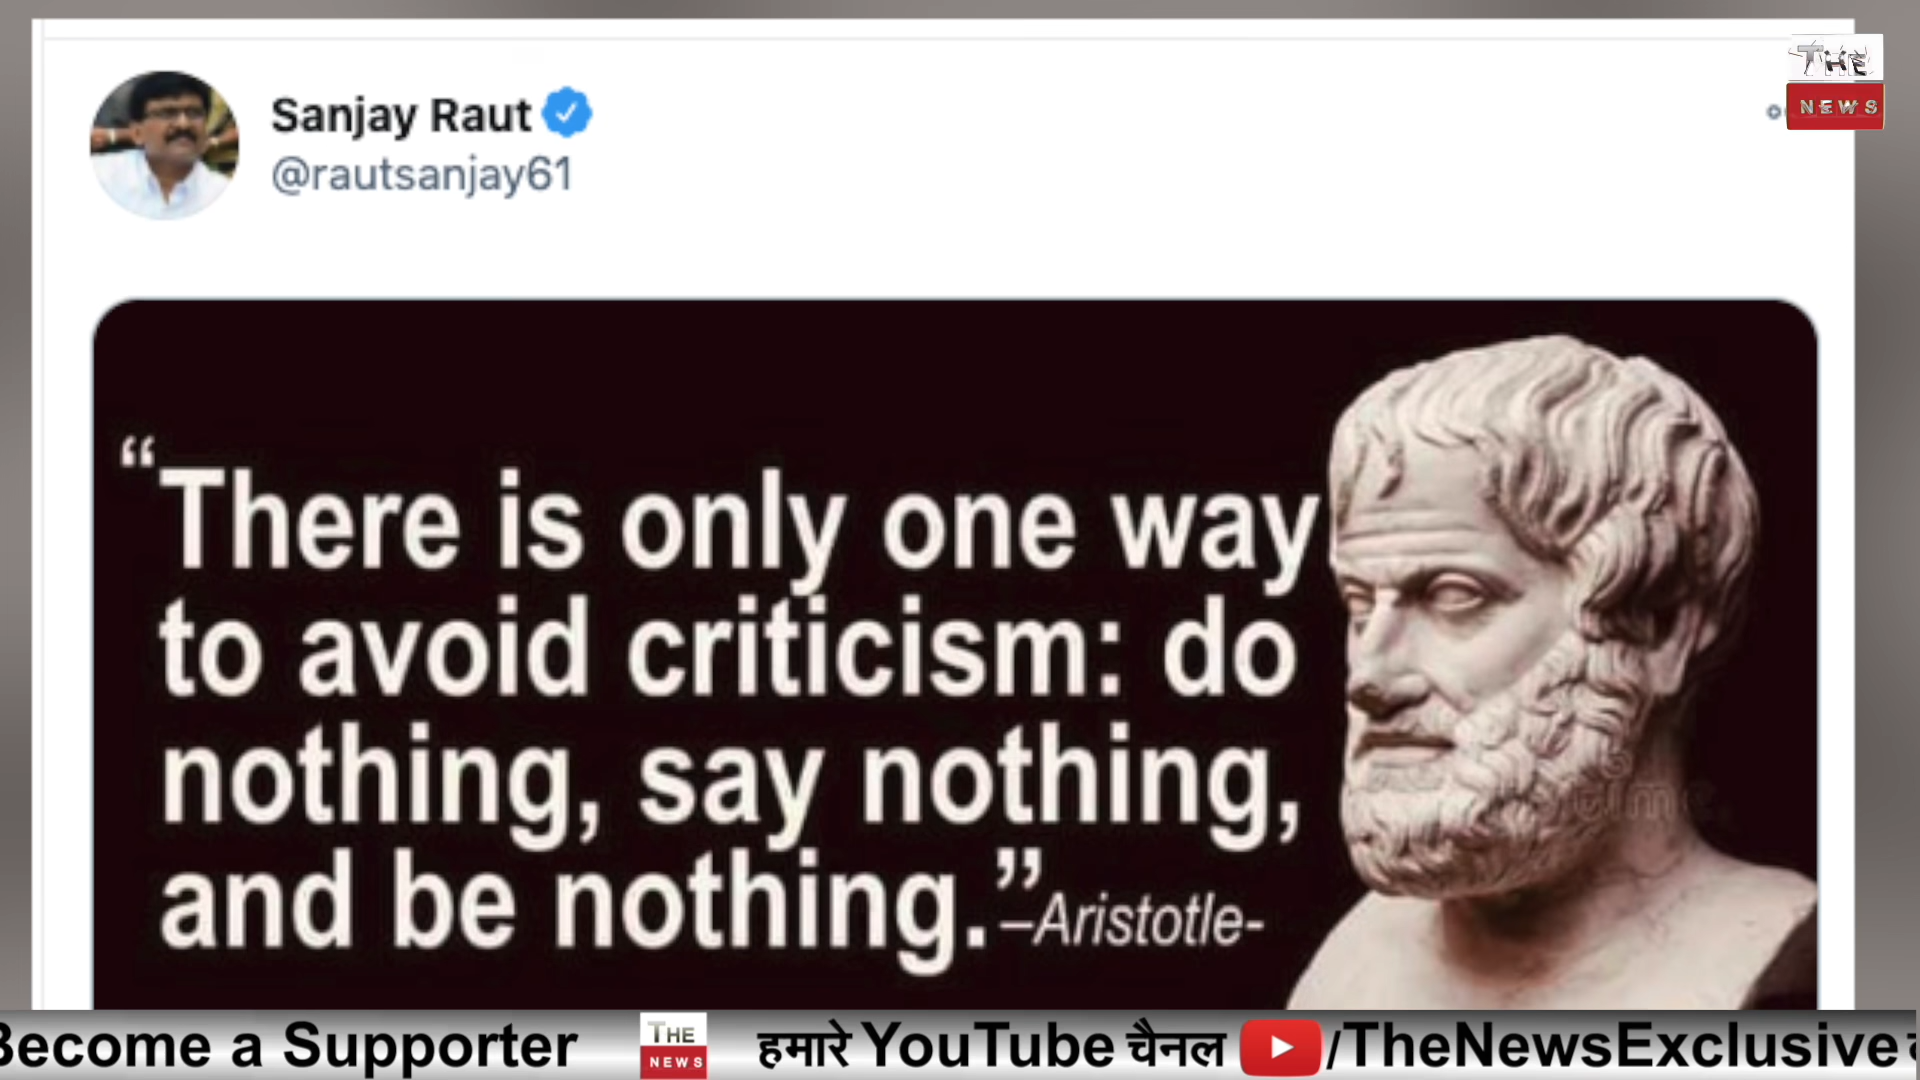 Sanjay Raut
@rautsanjay61
THE
NEWS
“There is only one way
to avoid criticism: do
nothing, say nothing,
and be nothing.” –Aristotle-
Become a Supporter THE NEWS हमारे YouTube चैनल /TheNewsExclusive